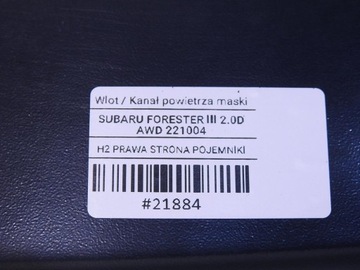 Wlot / Kanał powietrza maski
SUBARU FORESTER III 2.0D
AWD 221004
H2 PRAWA STRONA POJEMNIKI
#21884